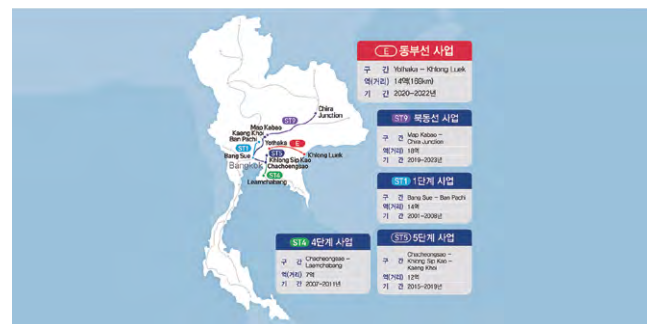 Chira
Junction
ST9
Map Kabao
Kaeng Khoi
Ban Pachi
Yothaka
E
ST1
ST5
Khlong Luek
Bang Sue
Khlong Sip Kao
Bangkok
Chachoengsao
ST4
Laemchabang
E 동부선 사업
구 간 Yothaka - Khlong Luek
역(거리) 14역(188km)
기 간 2020~2022년
ST9 북동선 사업
구 간 Map Kabao -
Chira Junction
역(거리) 18역
기 간 2019~2023년
ST1 1단계 사업
구 간 Bang Sue - Ban Pachi
역(거리) 14역
기 간 2001~2008년
ST4 4단계 사업
구 간 Chachoengsao -
Laemchabang
역(거리) 7역
기 간 2007~2011년
ST5 5단계 사업
구 간 Chachoengsao -
Khlong Sip Kao -
Kaeng Khoi
역(거리) 12역
기 간 2015~2019년